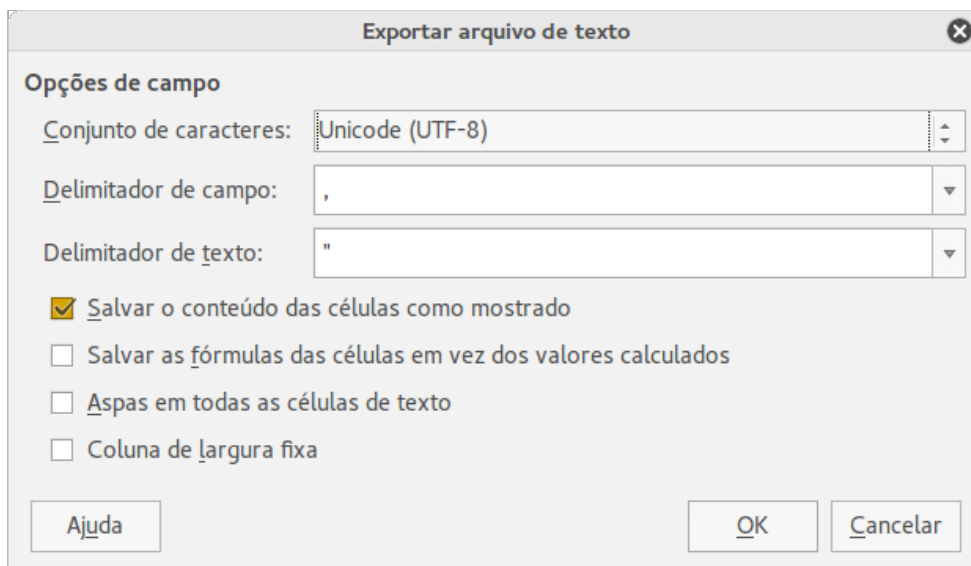 Exportar arquivo de texto
Opções de campo
Conjunto de caracteres: Unicode (UTF-8)
Delimitador de campo: ,
Delimitador de texto: "
Salvar o conteúdo das células como mostrado
Salvar as fórmulas das células em vez dos valores calculados
Aspas em todas as células de texto
Coluna de largura fixa
Ajuda OK Cancelar